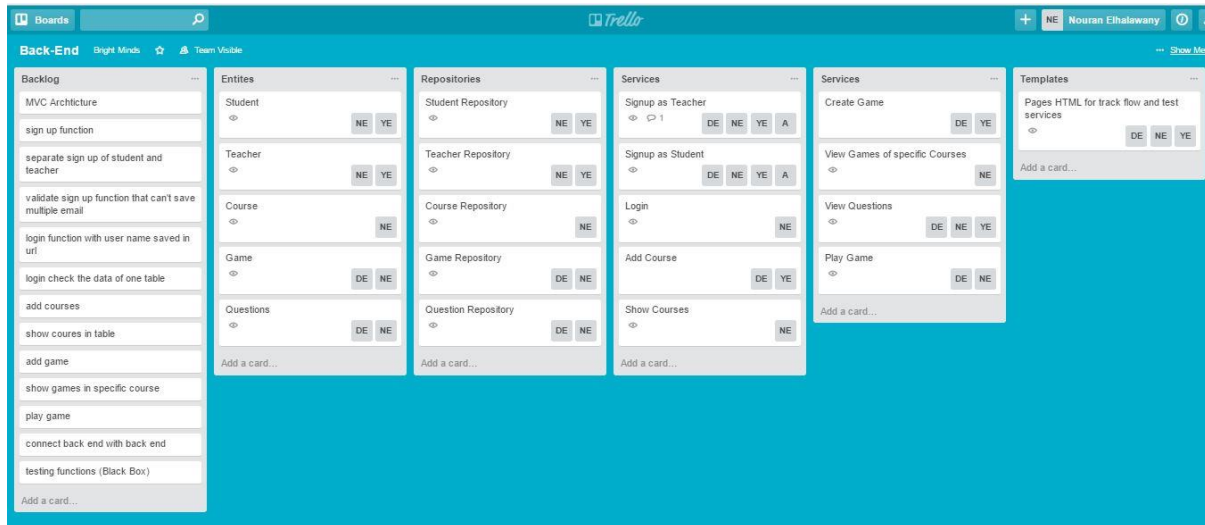 Boards
Trello
NE Nouran Elhalawany
Back-End Bright Minds Team Visible
... Show Me
Backlog
MVC Archticture
sign up function
separate sign up of student and
teacher
validate sign up function that can't save
multiple email
login function with user name saved in
url
login check the data of one table
add courses
show coures in table
add game
show games in specific course
play game
connect back end with back end
testing functions (Black Box)
Add a card...
Entites
Student
NE YE
Teacher
NE YE
Course
NE
Game
DE NE
Questions
DE NE
Add a card...
Repositories
Student Repository
NE YE
Teacher Repository
NE YE
Course Repository
NE
Game Repository
DE NE
Question Repository
DE NE
Add a card...
Services
Signup as Teacher
1 DE NE YE A
Signup as Student
DE NE YE A
Login
NE
Add Course
DE YE
Show Courses
NE
Add a card...
Services
Create Game
DE YE
View Games of specific Courses
NE
View Questions
DE NE YE
Play Game
DE NE
Add a card...
Templates
Pages HTML for track flow and test
services
DE NE YE
Add a card...